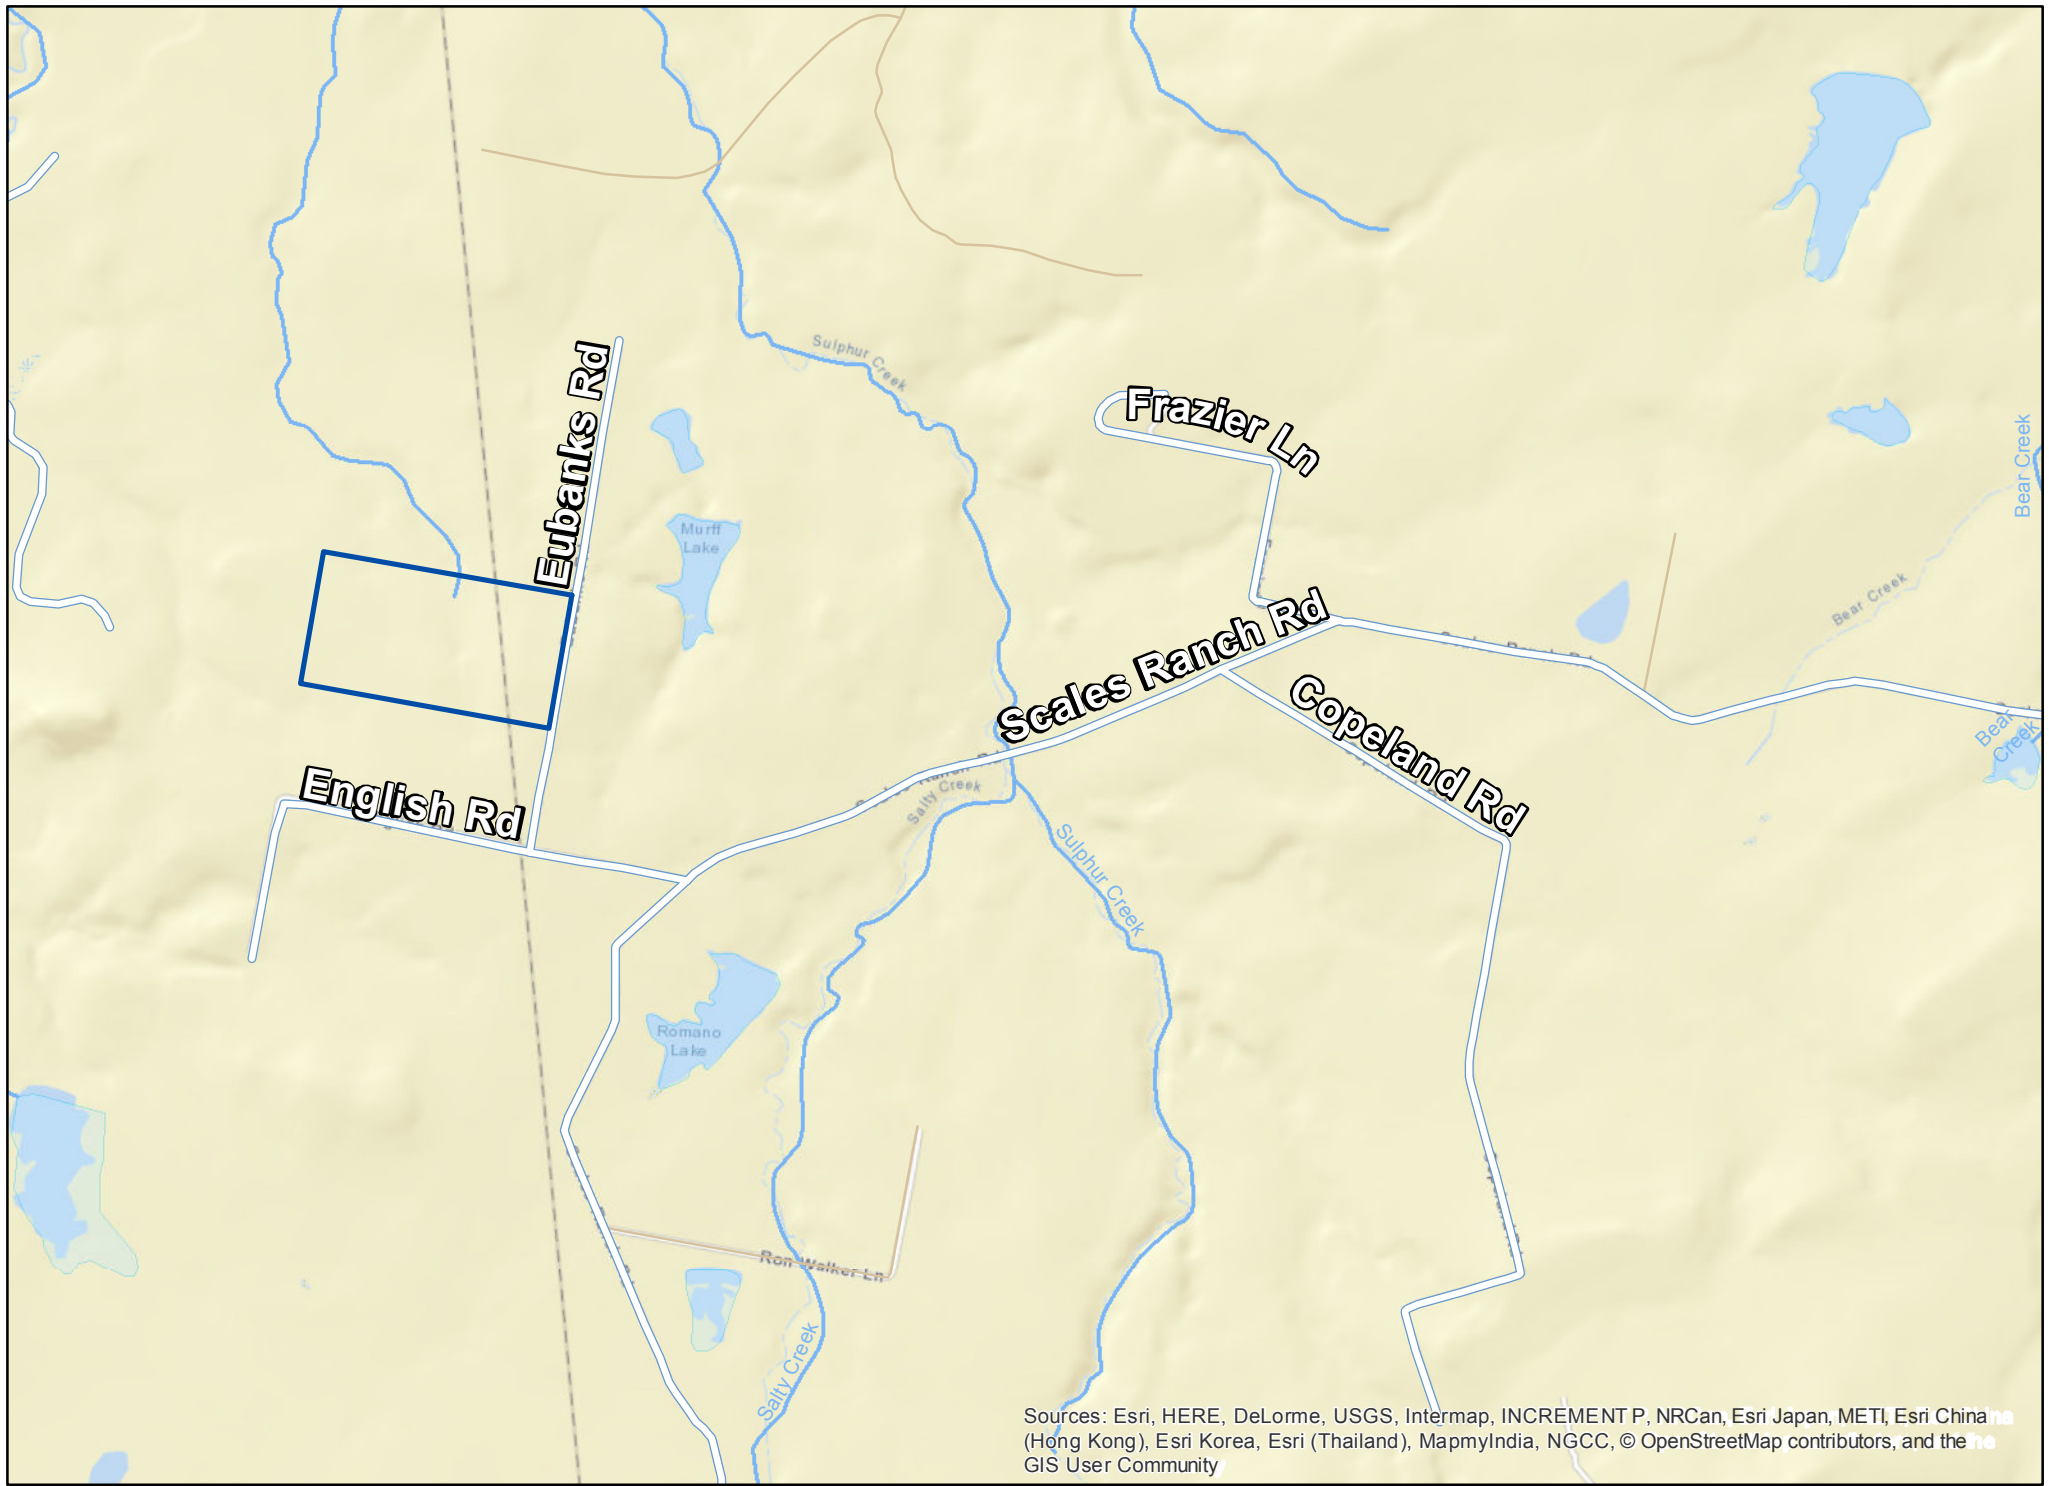 Sulphur Creek
Eubanks Rd
Frazier Ln
Bear Creek
Murff
Lake
Bear Creek
Scales Ranch Rd
Copeland Rd
Bear
Creek
English Rd
Salty Creek
Sulphur Creek
Romano
Lake
Ron Walker Ln
Salty Creek
Sources: Esri, HERE, DeLorme, USGS, Intermap, INCREMENT P, NRCan, Esri Japan, METI, Esri China
(Hong Kong), Esri Korea, Esri (Thailand), MapmyIndia, NGCC, © OpenStreetMap contributors, and the
GIS User Community